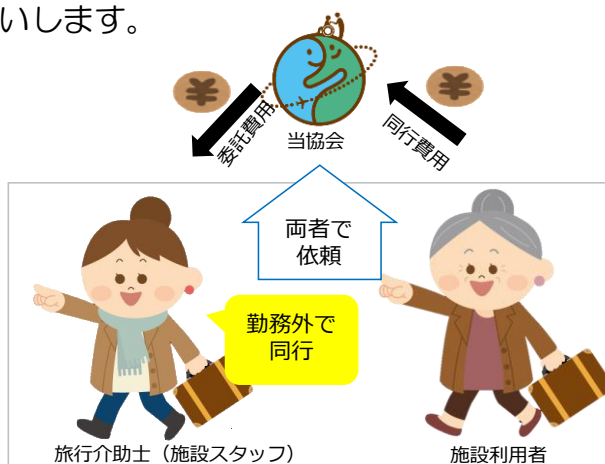 いします。
¥
¥
委託費用
当協会
同行費用
両者で
依頼
勤務外で
同行
旅行介助士（施設スタッフ）
施設利用者